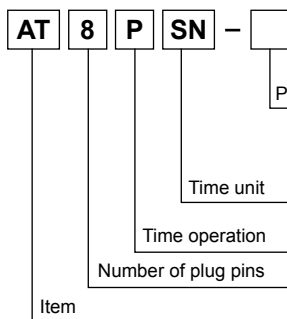 AT 8 P SN –
Time unit
Time operation
Number of plug pins
Item